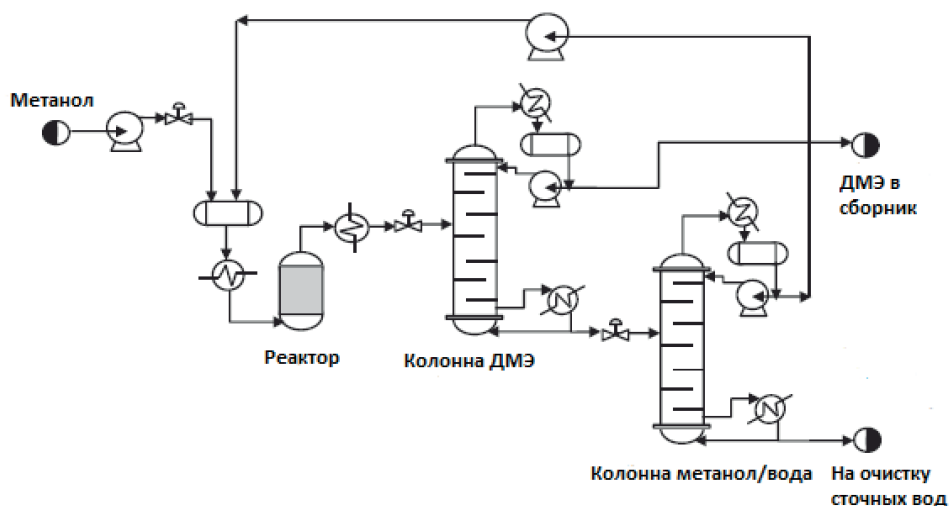 Метанол
ДМЭ в
сборник
Реактор
Колонна ДМЭ
Колонна метанол/вода
На очистку
сточных вод